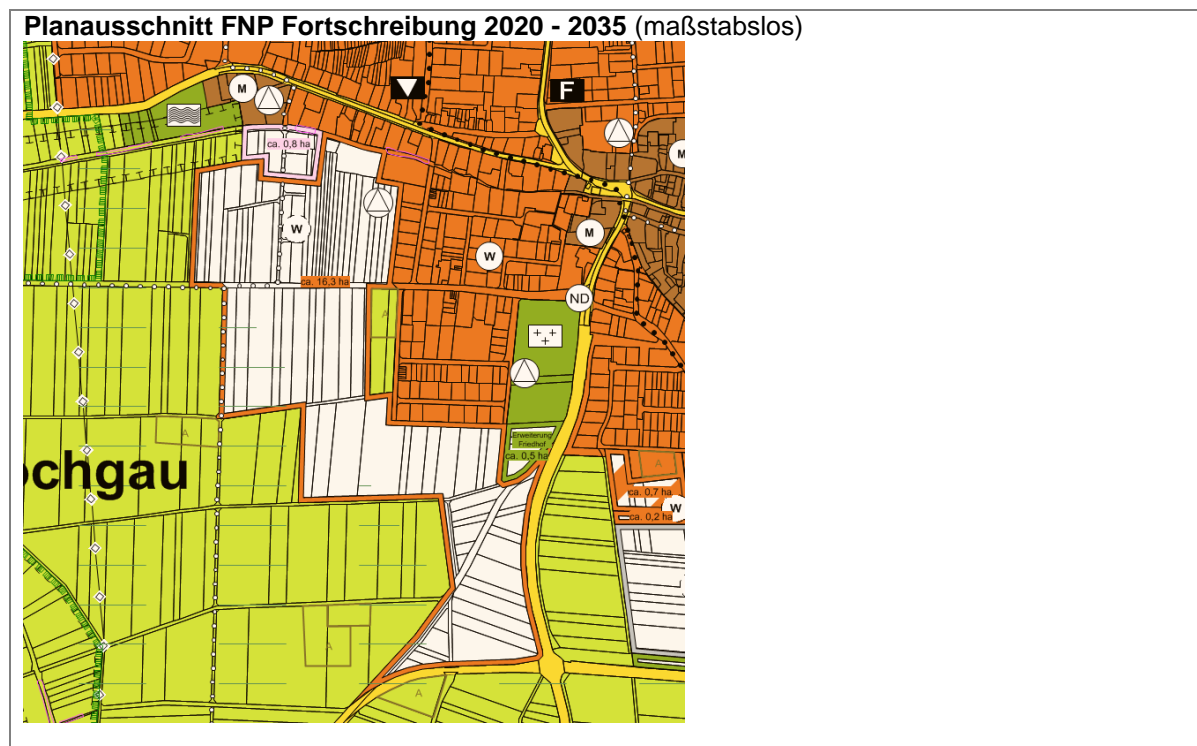 Planausschnitt FNP Fortschreibung 2020 - 2035 (maßstabslos)
M
F
ca. 0,8 ha
M
W
W
M
ca. 16,3 ha
ND
A
Erweiterung
Friedhof
ca. 0,5 ha
A
A
ochgau
ca. 0,7 ha
W
ca. 0,2 ha
A
A